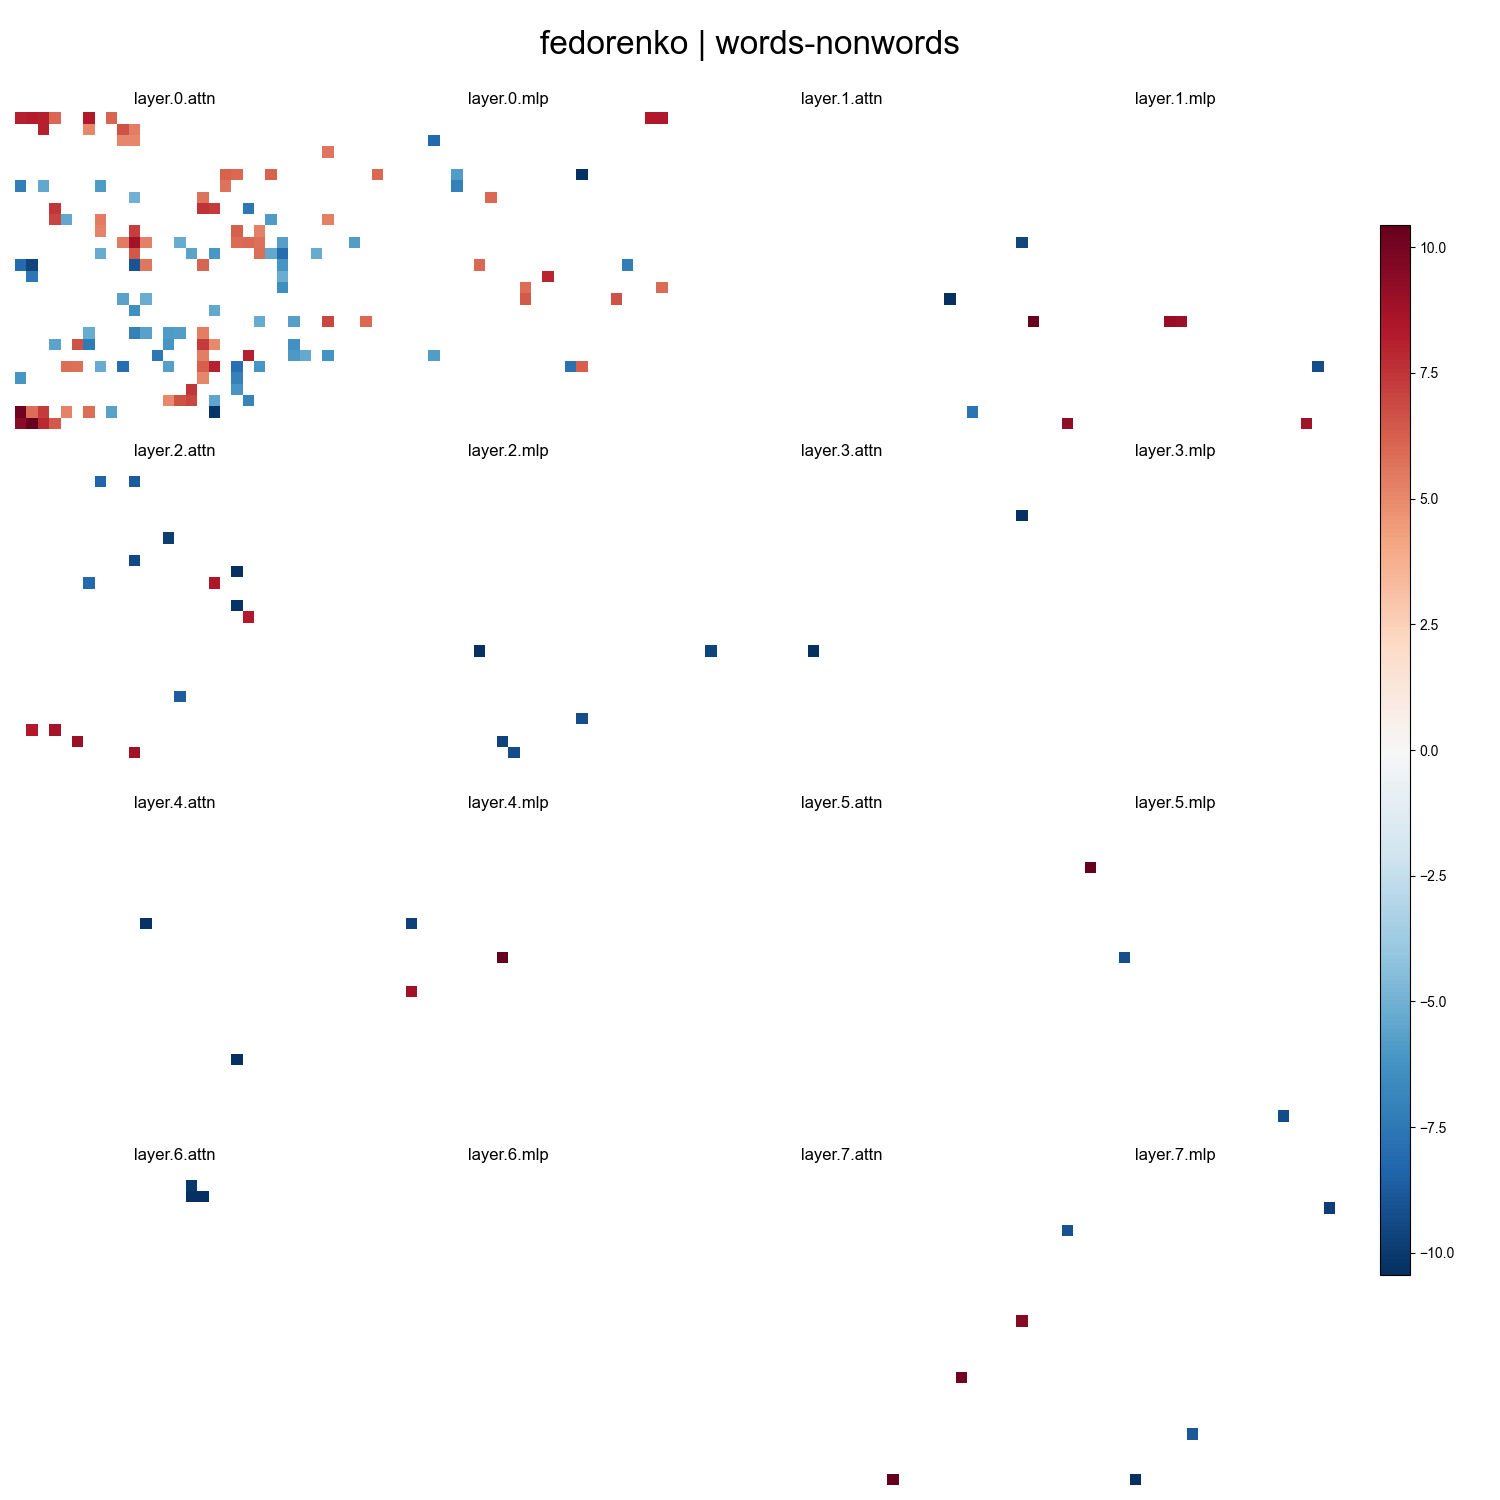 fedorenko | words-nonwords
layer.0.attn
layer.0.mlp
layer.1.attn
layer.1.mlp
layer.2.attn
layer.2.mlp
layer.3.attn
layer.3.mlp
layer.4.attn
layer.4.mlp
layer.5.attn
layer.5.mlp
layer.6.attn
layer.6.mlp
layer.7.attn
layer.7.mlp
10.0
7.5
5.0
2.5
0.0
−2.5
−5.0
−7.5
−10.0